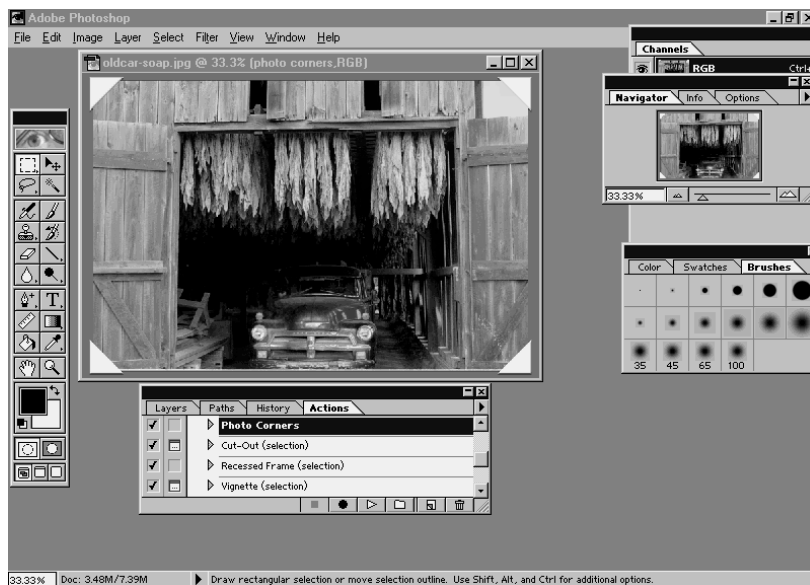 Adobe Photoshop
File Edit Image Layer Select Filter View Window Help
oldcar-soap.jpg @ 33.3% (photo corners,RGB)
Channels
RGB Ctrl+
Navigator Info Options
33.33%
Color Swatches Brushes
35 45 65 100
T
Layers Paths History Actions
Photo Corners
Cut-Out (selection)
Recessed Frame (selection)
Vignette (selection)
33.33% Doc: 3.48M/7.39M Draw rectangular selection or move selection outline. Use Shift, Alt, and Ctrl for additional options.